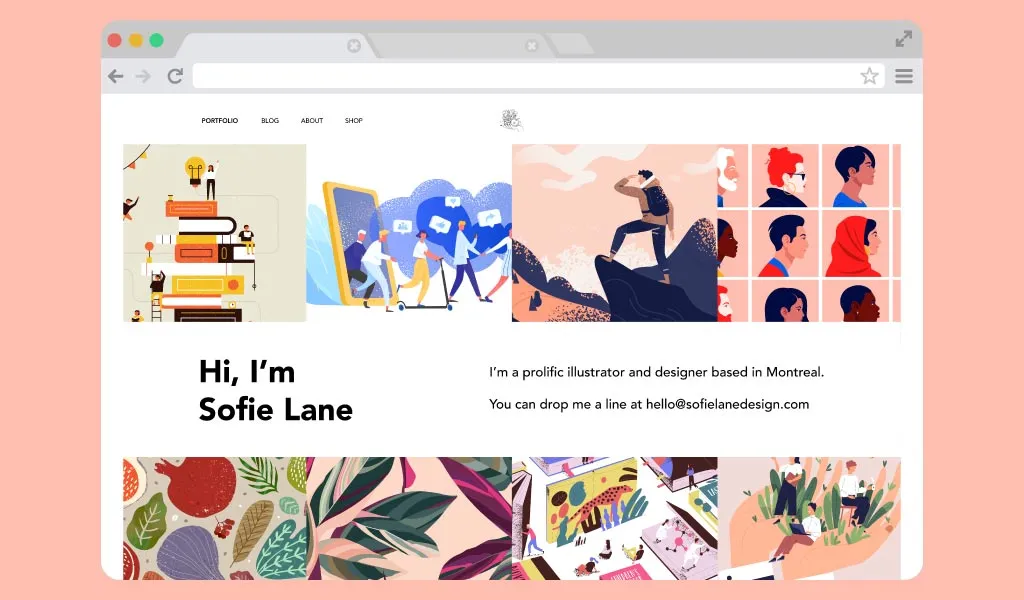 PORTFOLIO BLOG ABOUT SHOP
Hi, I’m
Sofie Lane
I’m a prolific illustrator and designer based in Montreal.
You can drop me a line at hello@sofielanedesign.com